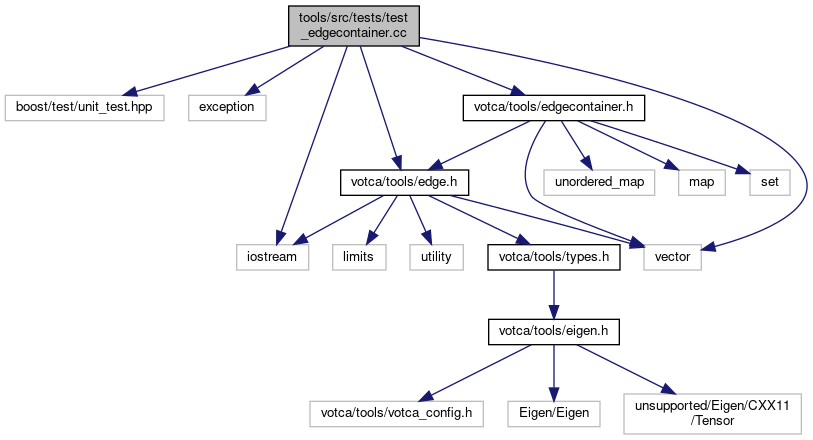 tools/src/tests/test
_edgecontainer.cc
boost/test/unit_test.hpp
exception
votca/tools/edgecontainer.h
votca/tools/edge.h
unordered_map
map
set
iostream
limits
utility
votca/tools/types.h
vector
votca/tools/eigen.h
votca/tools/votca_config.h
Eigen/Eigen
unsupported/Eigen/CXX11
/Tensor